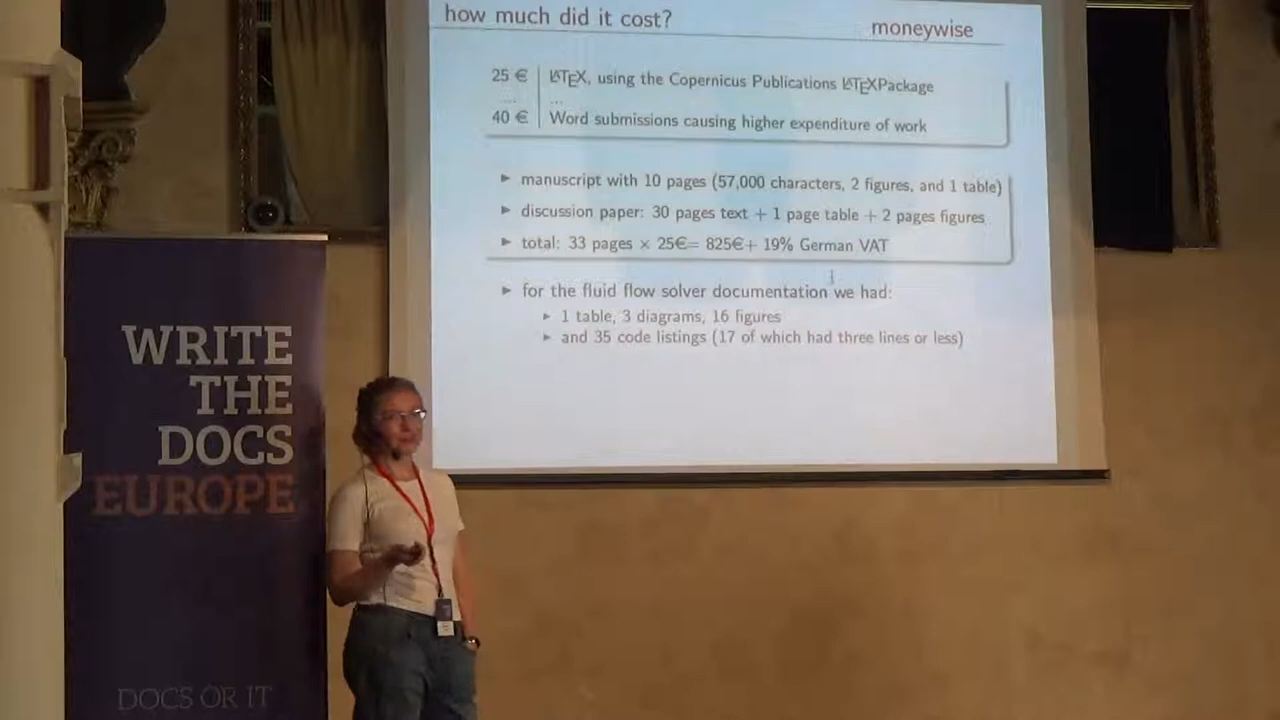 how much did it cost?
moneywise
25 € LATEX, using the Copernicus Publications LATEXPackage
... ...
40 € Word submissions causing higher expenditure of work
► manuscript with 10 pages (57,000 characters, 2 figures, and 1 table)
► discussion paper: 30 pages text + 1 page table + 2 pages figures
► total: 33 pages × 25€= 825€+ 19% German VAT
► for the fluid flow solver documentation we had:
► 1 table, 3 diagrams, 16 figures
► and 35 code listings (17 of which had three lines or less)
WRITE
THE
DOCS
EUROPE
DOCS OR IT